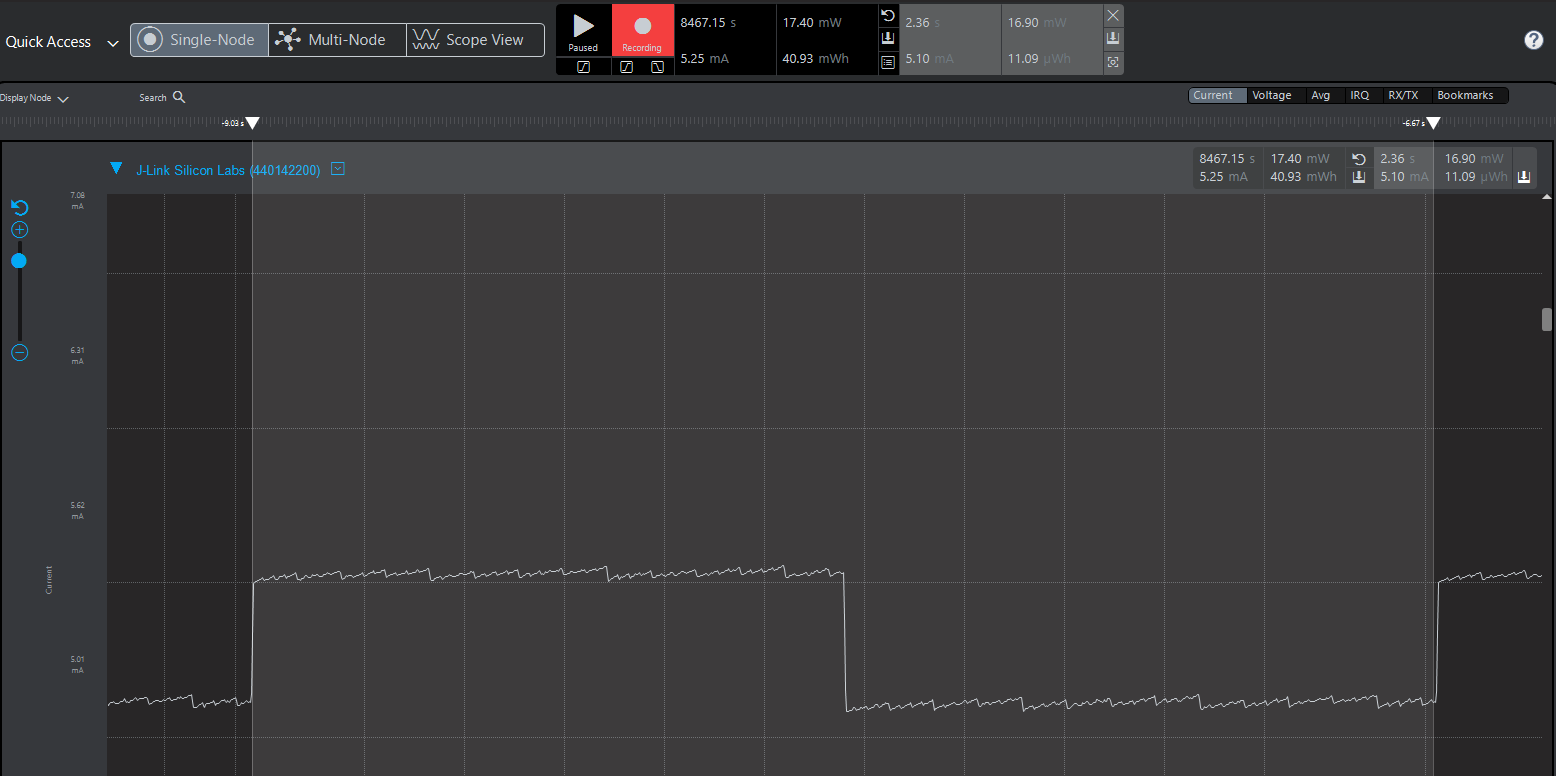 Quick Access
Single-Node
Multi-Node
Scope View
Paused
Recording
8467.15 s
17.40 mW
5.25 mA
40.93 mWh
2.36 s
16.90 mW
5.10 mA
11.09 µWh
?
Display Node
Search
Current
Voltage
Avg
IRQ
RX/TX
Bookmarks
-9.03 s
-6.67 s
J-Link Silicon Labs (440142200)
8467.15 s
17.40 mW
2.36 s
16.90 mW
5.25 mA
40.93 mWh
5.10 mA
11.09 µWh
7.08
mA
6.31
mA
5.62
mA
Current
5.01
mA